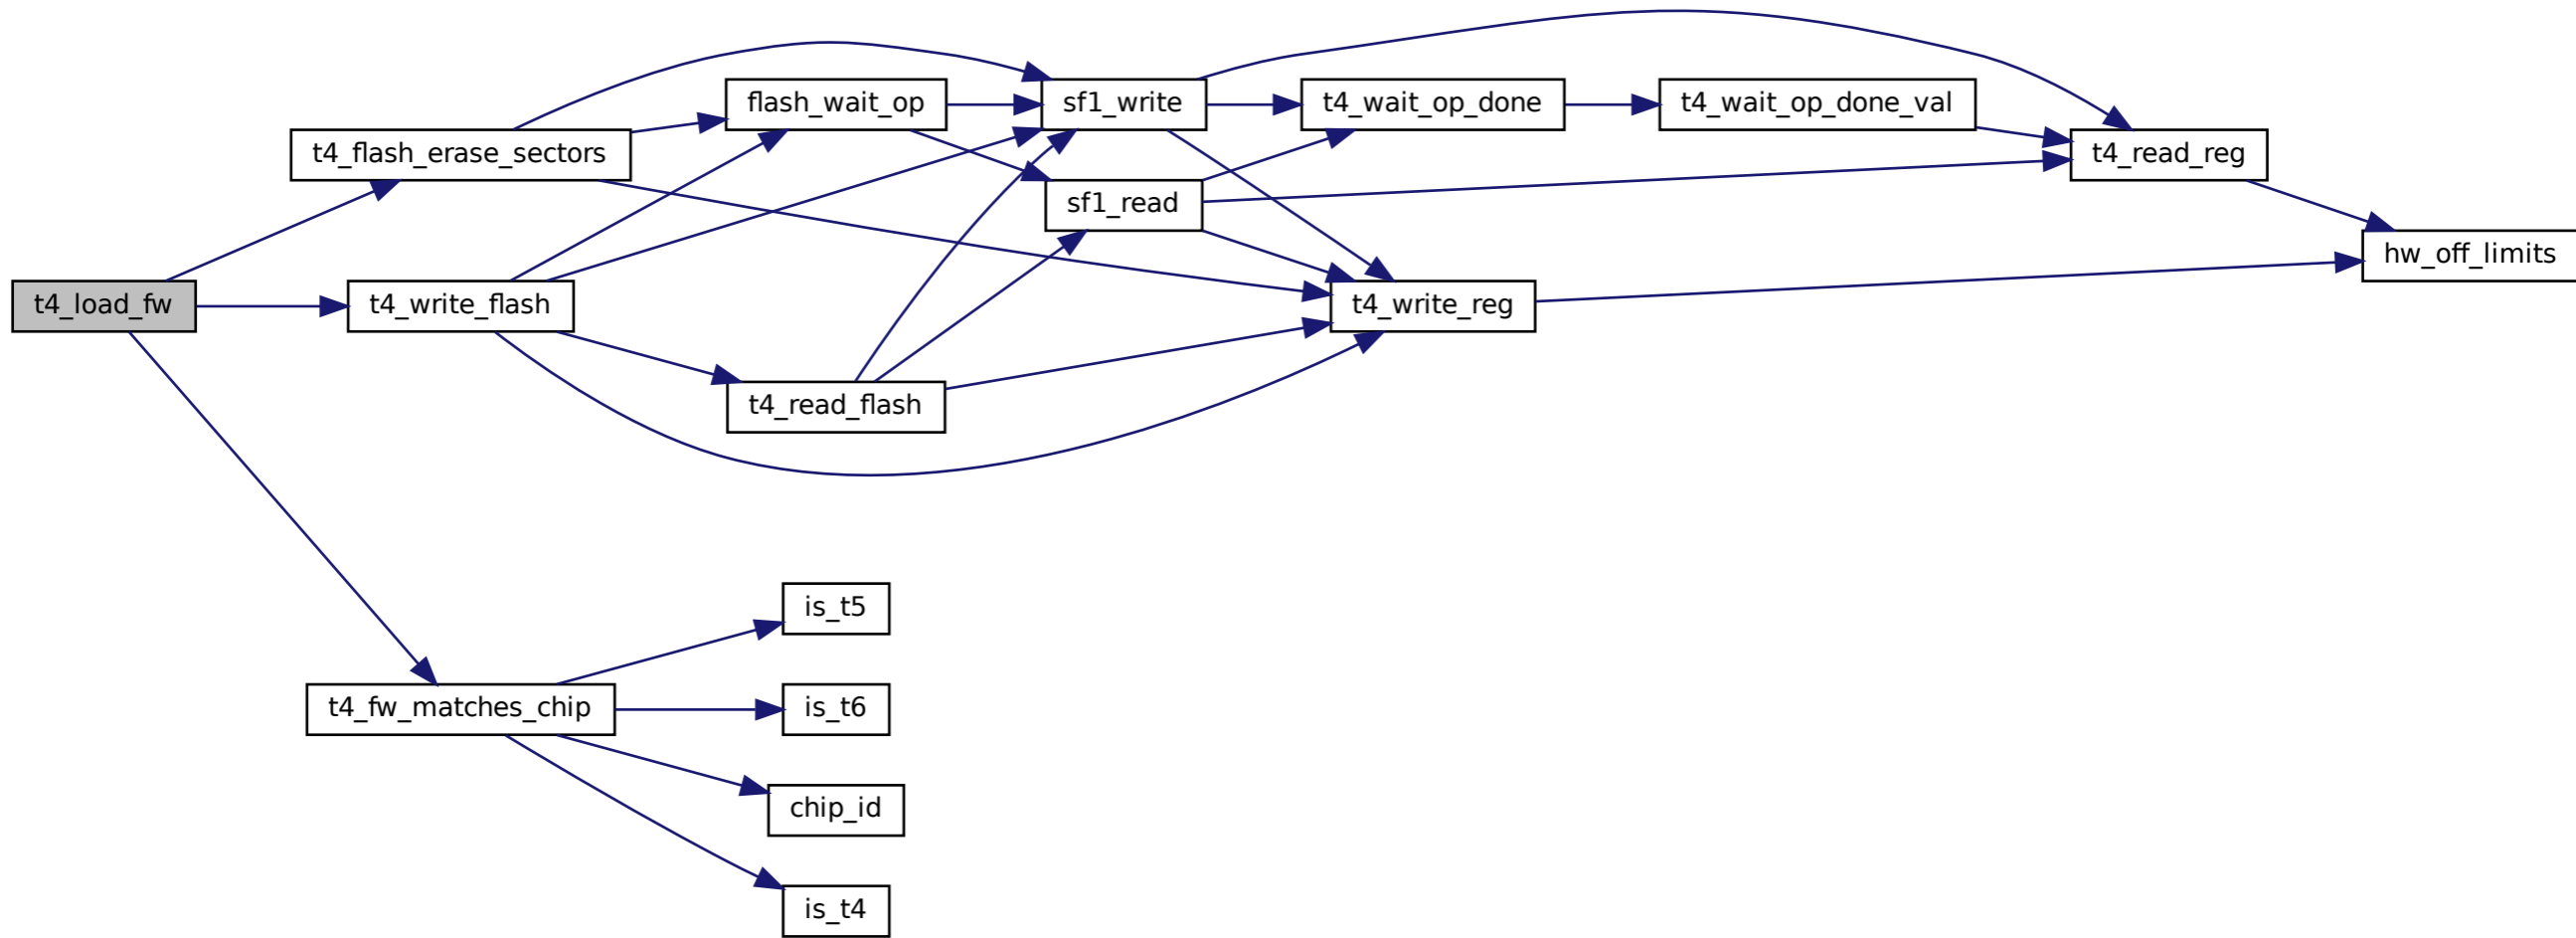 t4_load_fw
t4_flash_erase_sectors
t4_write_flash
t4_fw_matches_chip
flash_wait_op
t4_read_flash
is_t5
is_t6
chip_id
is_t4
sf1_write
sf1_read
t4_wait_op_done
t4_write_reg
t4_wait_op_done_val
t4_read_reg
hw_off_limits